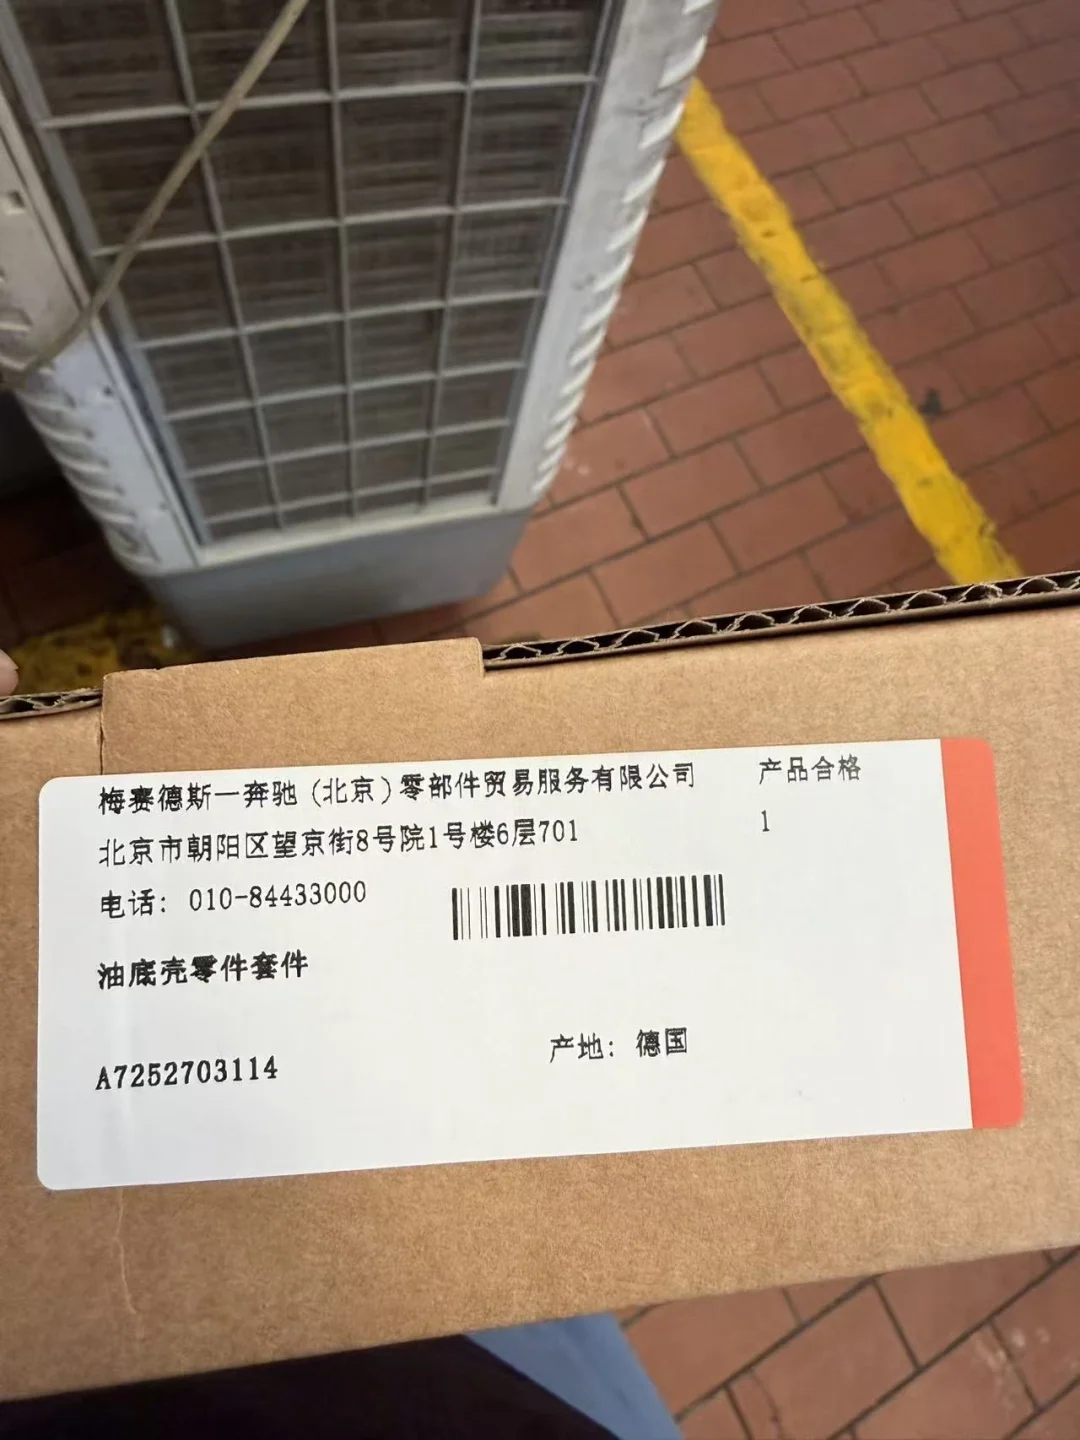 梅赛德斯一奔驰（北京）零部件贸易服务有限公司
产品合格
北京市朝阳区望京街8号院1号楼6层701
1
电话：010-84433000
油底壳零件套件
产地：德国
A7252703114